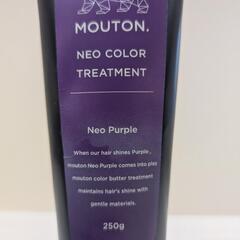 MOUTON.
NEO COLOR
TREATMENT
Neo Purple
When our hair shines Purple,
mouton Neo Purple comes into play
mouton color butter treatment
maintains hair's shine with
gentle materials.
250g